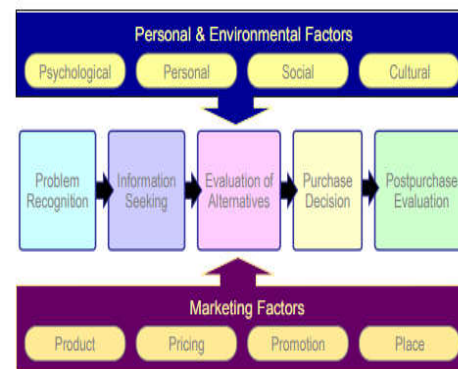 Personal & Environmental Factors
Psychological
Personal
Social
Cultural
Problem
Recognition
Information
Seeking
Evaluation of
Alternatives
Purchase
Decision
Postpurchase
Evaluation
Marketing Factors
Product
Pricing
Promotion
Place